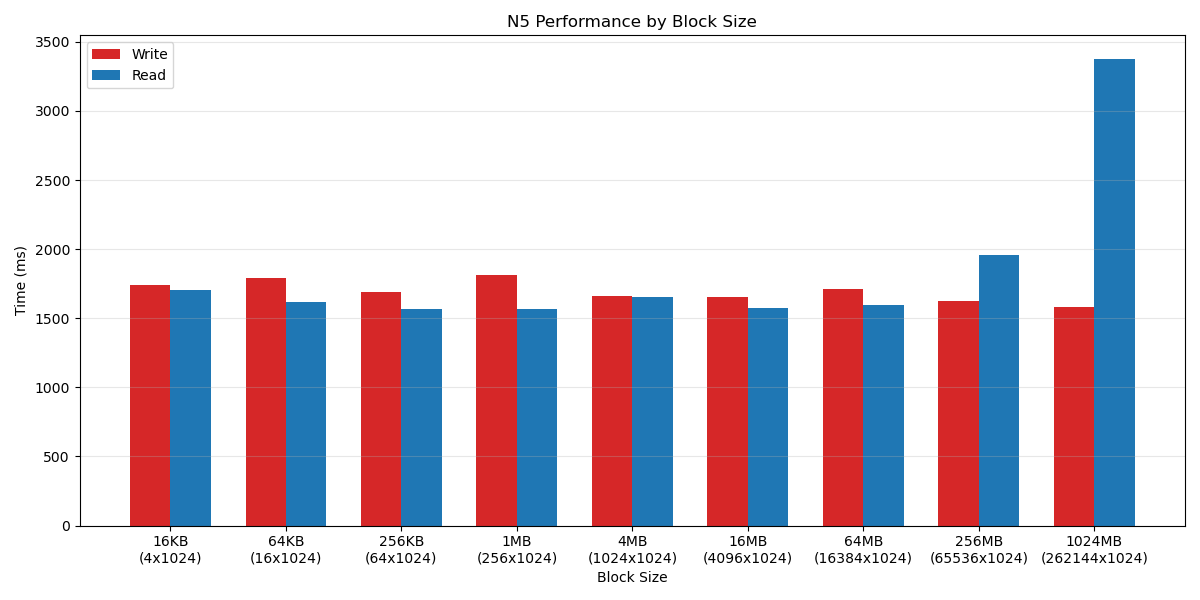 N5 Performance by Block Size
Write
Read
Time (ms)
3500
3000
2500
2000
1500
1000
500
0
16KB
(4x1024)
64KB
(16x1024)
256KB
(64x1024)
1MB
(256x1024)
4MB
(1024x1024)
16MB
(4096x1024)
64MB
(16384x1024)
256MB
(65536x1024)
1024MB
(262144x1024)
Block Size